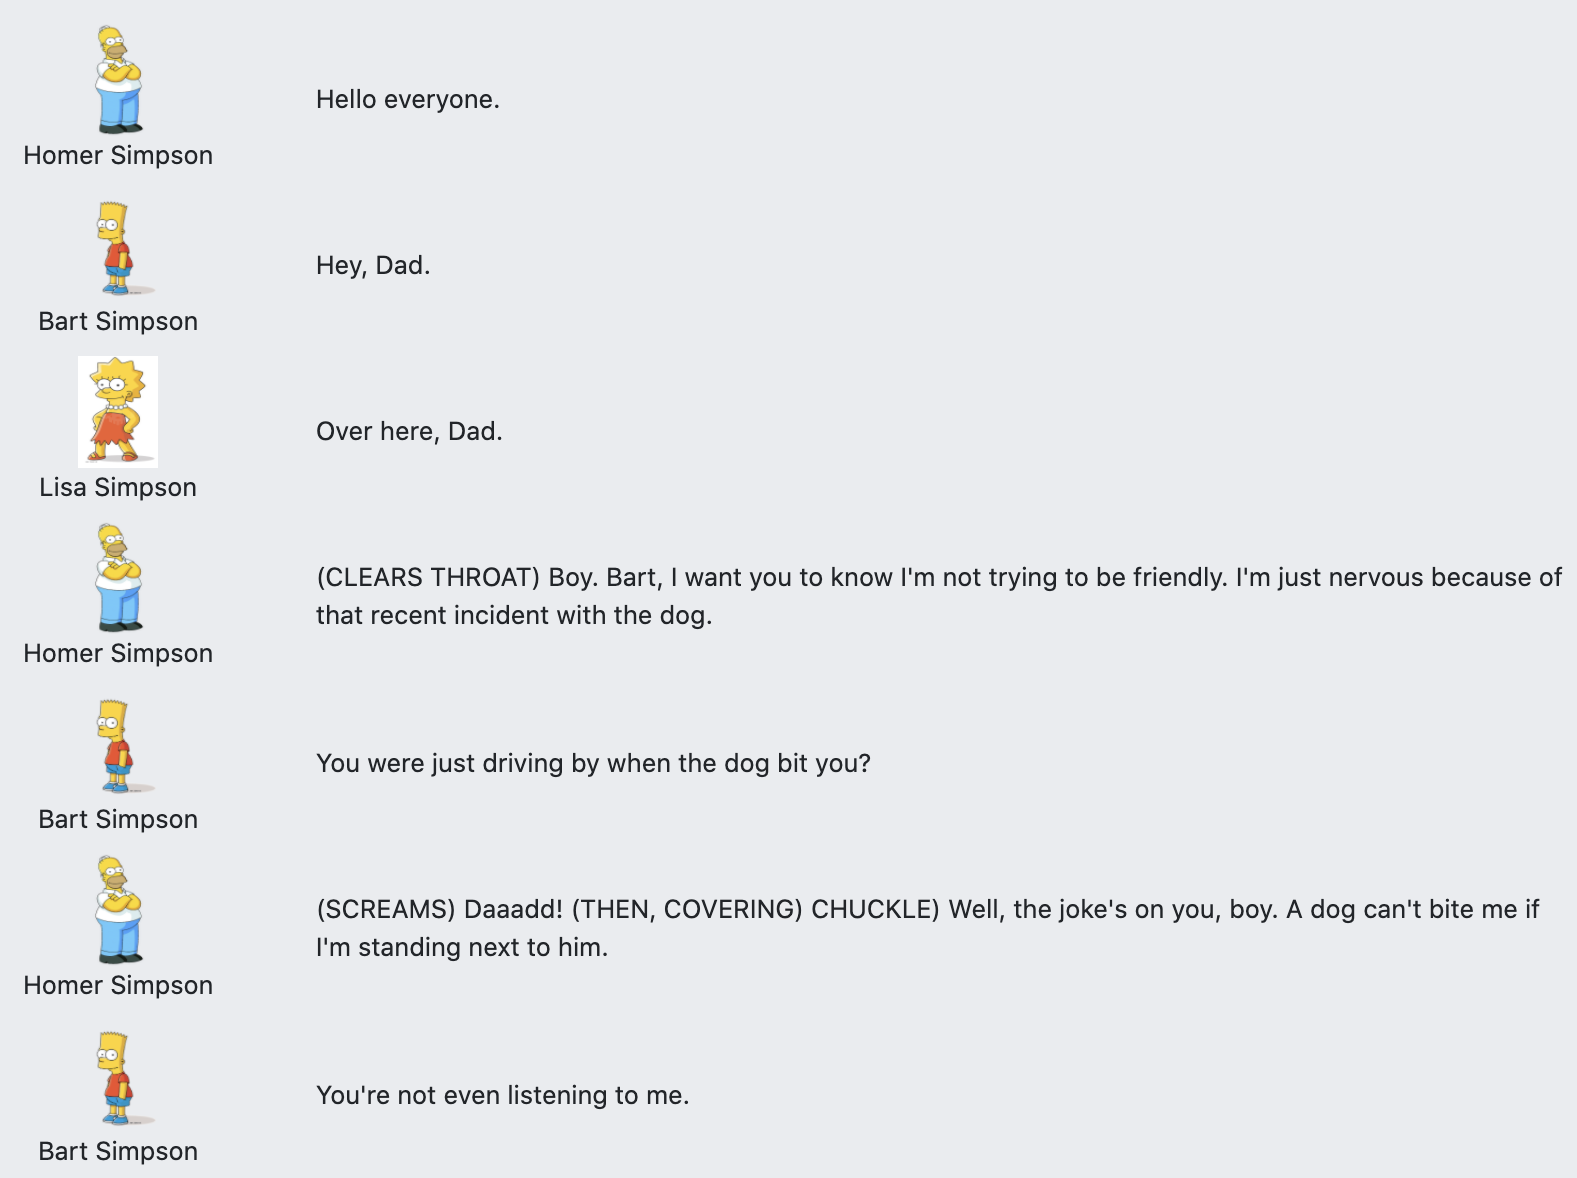 Hello everyone.
Homer Simpson
Hey, Dad.
Bart Simpson
Over here, Dad.
Lisa Simpson
(CLEARS THROAT) Boy. Bart, I want you to know I'm not trying to be friendly. I'm just nervous because of
that recent incident with the dog.
Homer Simpson
You were just driving by when the dog bit you?
Bart Simpson
(SCREAMS) Daaadd! (THEN, COVERING) CHUCKLE) Well, the joke's on you, boy. A dog can't bite me if
I'm standing next to him.
Homer Simpson
You're not even listening to me.
Bart Simpson